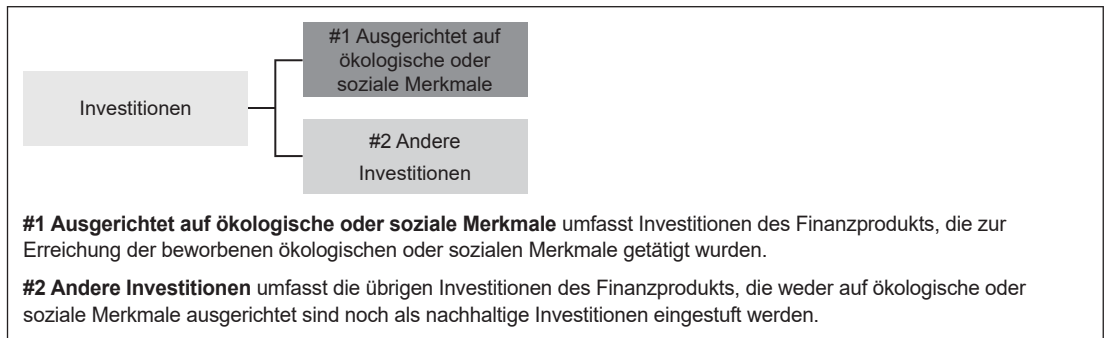 #1 Ausgerichtet auf
ökologische oder
soziale Merkmale
Investitionen
#2 Andere
Investitionen
#1 Ausgerichtet auf ökologische oder soziale Merkmale umfasst Investitionen des Finanzprodukts, die zur
Erreichung der beworbenen ökologischen oder sozialen Merkmale getätigt wurden.
#2 Andere Investitionen umfasst die übrigen Investitionen des Finanzprodukts, die weder auf ökologische oder
soziale Merkmale ausgerichtet sind noch als nachhaltige Investitionen eingestuft werden.